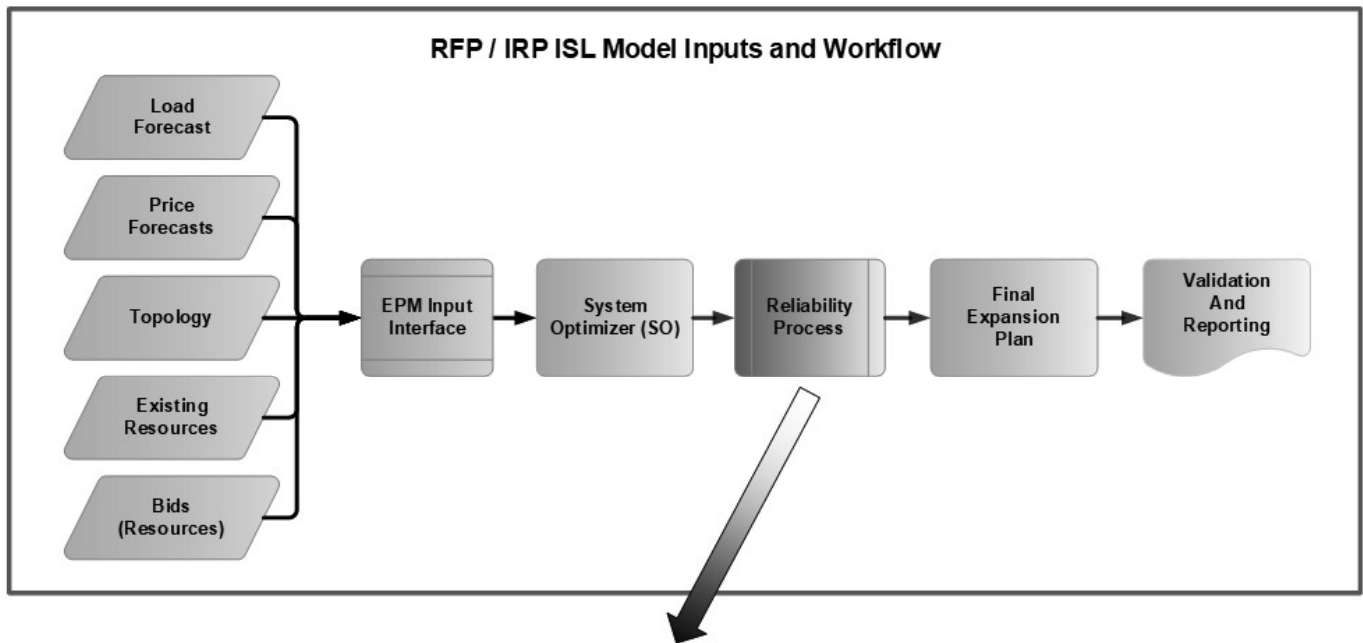 RFP / IRP ISL Model Inputs and Workflow
Load
Forecast
Price
Forecasts
Topology
Existing
Resources
Bids
(Resources)
EPM Input
Interface
System
Optimizer (SO)
Reliability
Process
Final
Expansion
Plan
Validation
And
Reporting